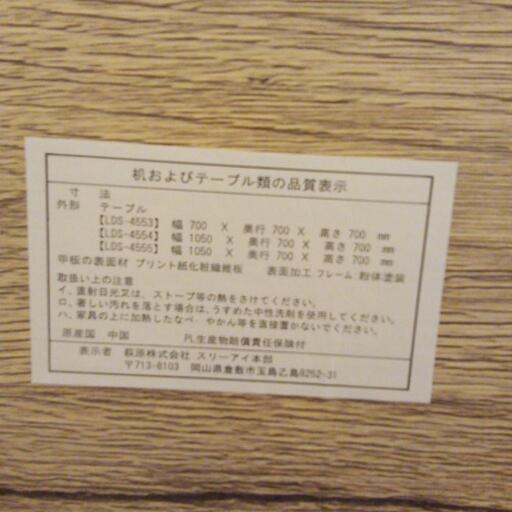 机およびテーブル類の品質表示
寸 法
外形 テーブル
【LDS-4553】 幅 700 X 奥行 700 X 高さ 700 mm
【LDS-4554】 幅 1050 X 奥行 700 X 高さ 700 mm
【LDS-4555】 幅 1050 X 奥行 700 X 高さ 700 mm
甲板の表面材 プリント紙化粧繊維板 表面加工 フレーム:粉体塗装
取扱い上の注意
イ、直射日光又は、ストーブ等の熱をさけてください。
ロ、著しい汚れを落とす場合は、うすめた中性洗剤を使用してください。
ハ、家具の上に加熱したなべ・やかん等を直接置かないでください。
原産国 中国 PL生産物賠償責任保険付
表示者 萩原株式会社 スリーアイ本部
〒713-8103 岡山県倉敷市玉島乙島8252-31